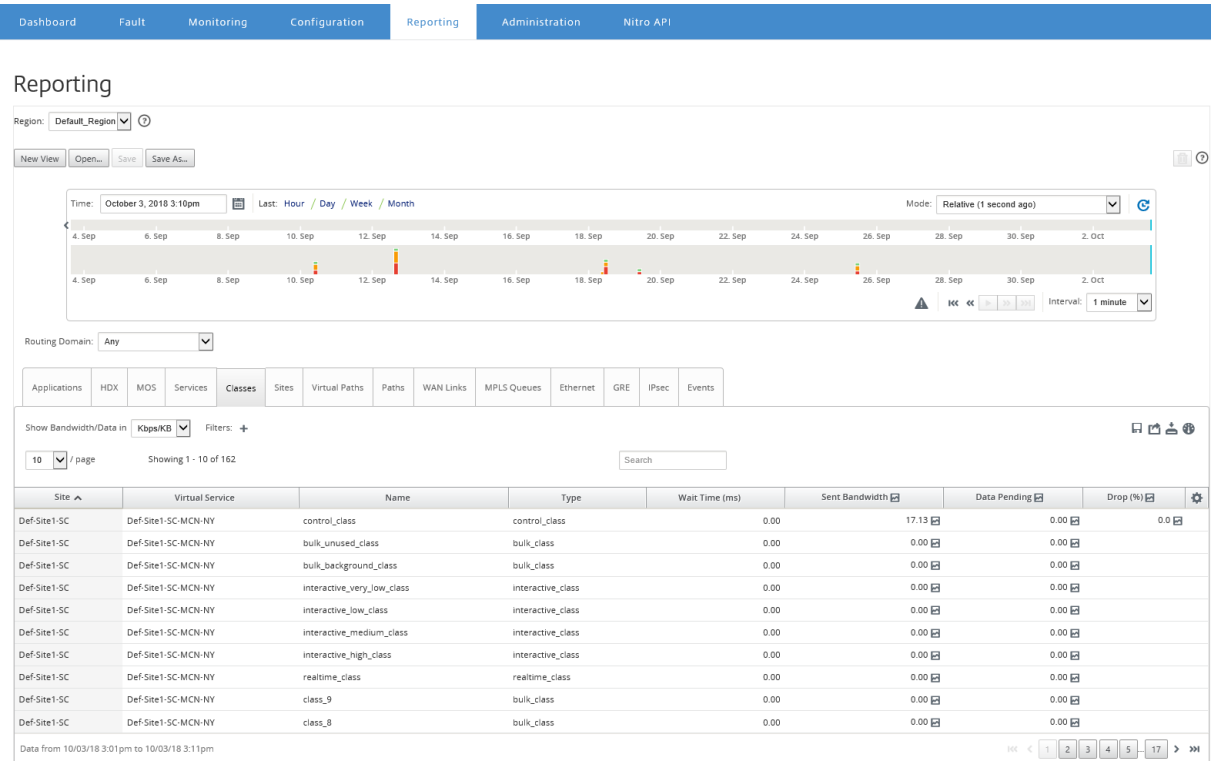 Dashboard Fault Monitoring Configuration Reporting Administration Nitro API
Reporting
Region: Default_Region
New View Open... Save Save As...
Time: October 3, 2018 3:10pm Last: Hour / Day / Week / Month Mode: Relative (1 second ago)
4. Sep 6. Sep 8. Sep 10. Sep 12. Sep 14. Sep 16. Sep 18. Sep 20. Sep 22. Sep 24. Sep 26. Sep 28. Sep 30. Sep 2. Oct
4. Sep 6. Sep 8. Sep 10. Sep 12. Sep 14. Sep 16. Sep 18. Sep 20. Sep 22. Sep 24. Sep 26. Sep 28. Sep 30. Sep 2. Oct
Interval: 1 minute
Routing Domain: Any
Applications HDX MOS Services Classes Sites Virtual Paths Paths WAN Links MPLS Queues Ethernet GRE IPsec Events
Show Bandwidth/Data in Kbps/KB Filters: +
10 / page Showing 1 - 10 of 162 Search
Site Virtual Service Name Type Wait Time (ms) Sent Bandwidth Data Pending Drop (%)
Def-Site1-SC Def-Site1-SC-MCN-NY control_class control_class 0.00 17.13 0.00 0.0
Def-Site1-SC Def-Site1-SC-MCN-NY bulk_unused_class bulk_class 0.00 0.00 0.00
Def-Site1-SC Def-Site1-SC-MCN-NY bulk_background_class bulk_class 0.00 0.00 0.00
Def-Site1-SC Def-Site1-SC-MCN-NY interactive_very_low_class interactive_class 0.00 0.00 0.00
Def-Site1-SC Def-Site1-SC-MCN-NY interactive_low_class interactive_class 0.00 0.00 0.00
Def-Site1-SC Def-Site1-SC-MCN-NY interactive_medium_class interactive_class 0.00 0.00 0.00
Def-Site1-SC Def-Site1-SC-MCN-NY interactive_high_class interactive_class 0.00 0.00 0.00
Def-Site1-SC Def-Site1-SC-MCN-NY realtime_class realtime_class 0.00 0.00 0.00
Def-Site1-SC Def-Site1-SC-MCN-NY class_9 bulk_class 0.00 0.00 0.00
Def-Site1-SC Def-Site1-SC-MCN-NY class_8 bulk_class 0.00 0.00 0.00
Data from 10/03/18 3:01pm to 10/03/18 3:11pm 1 2 3 4 5 ... 17